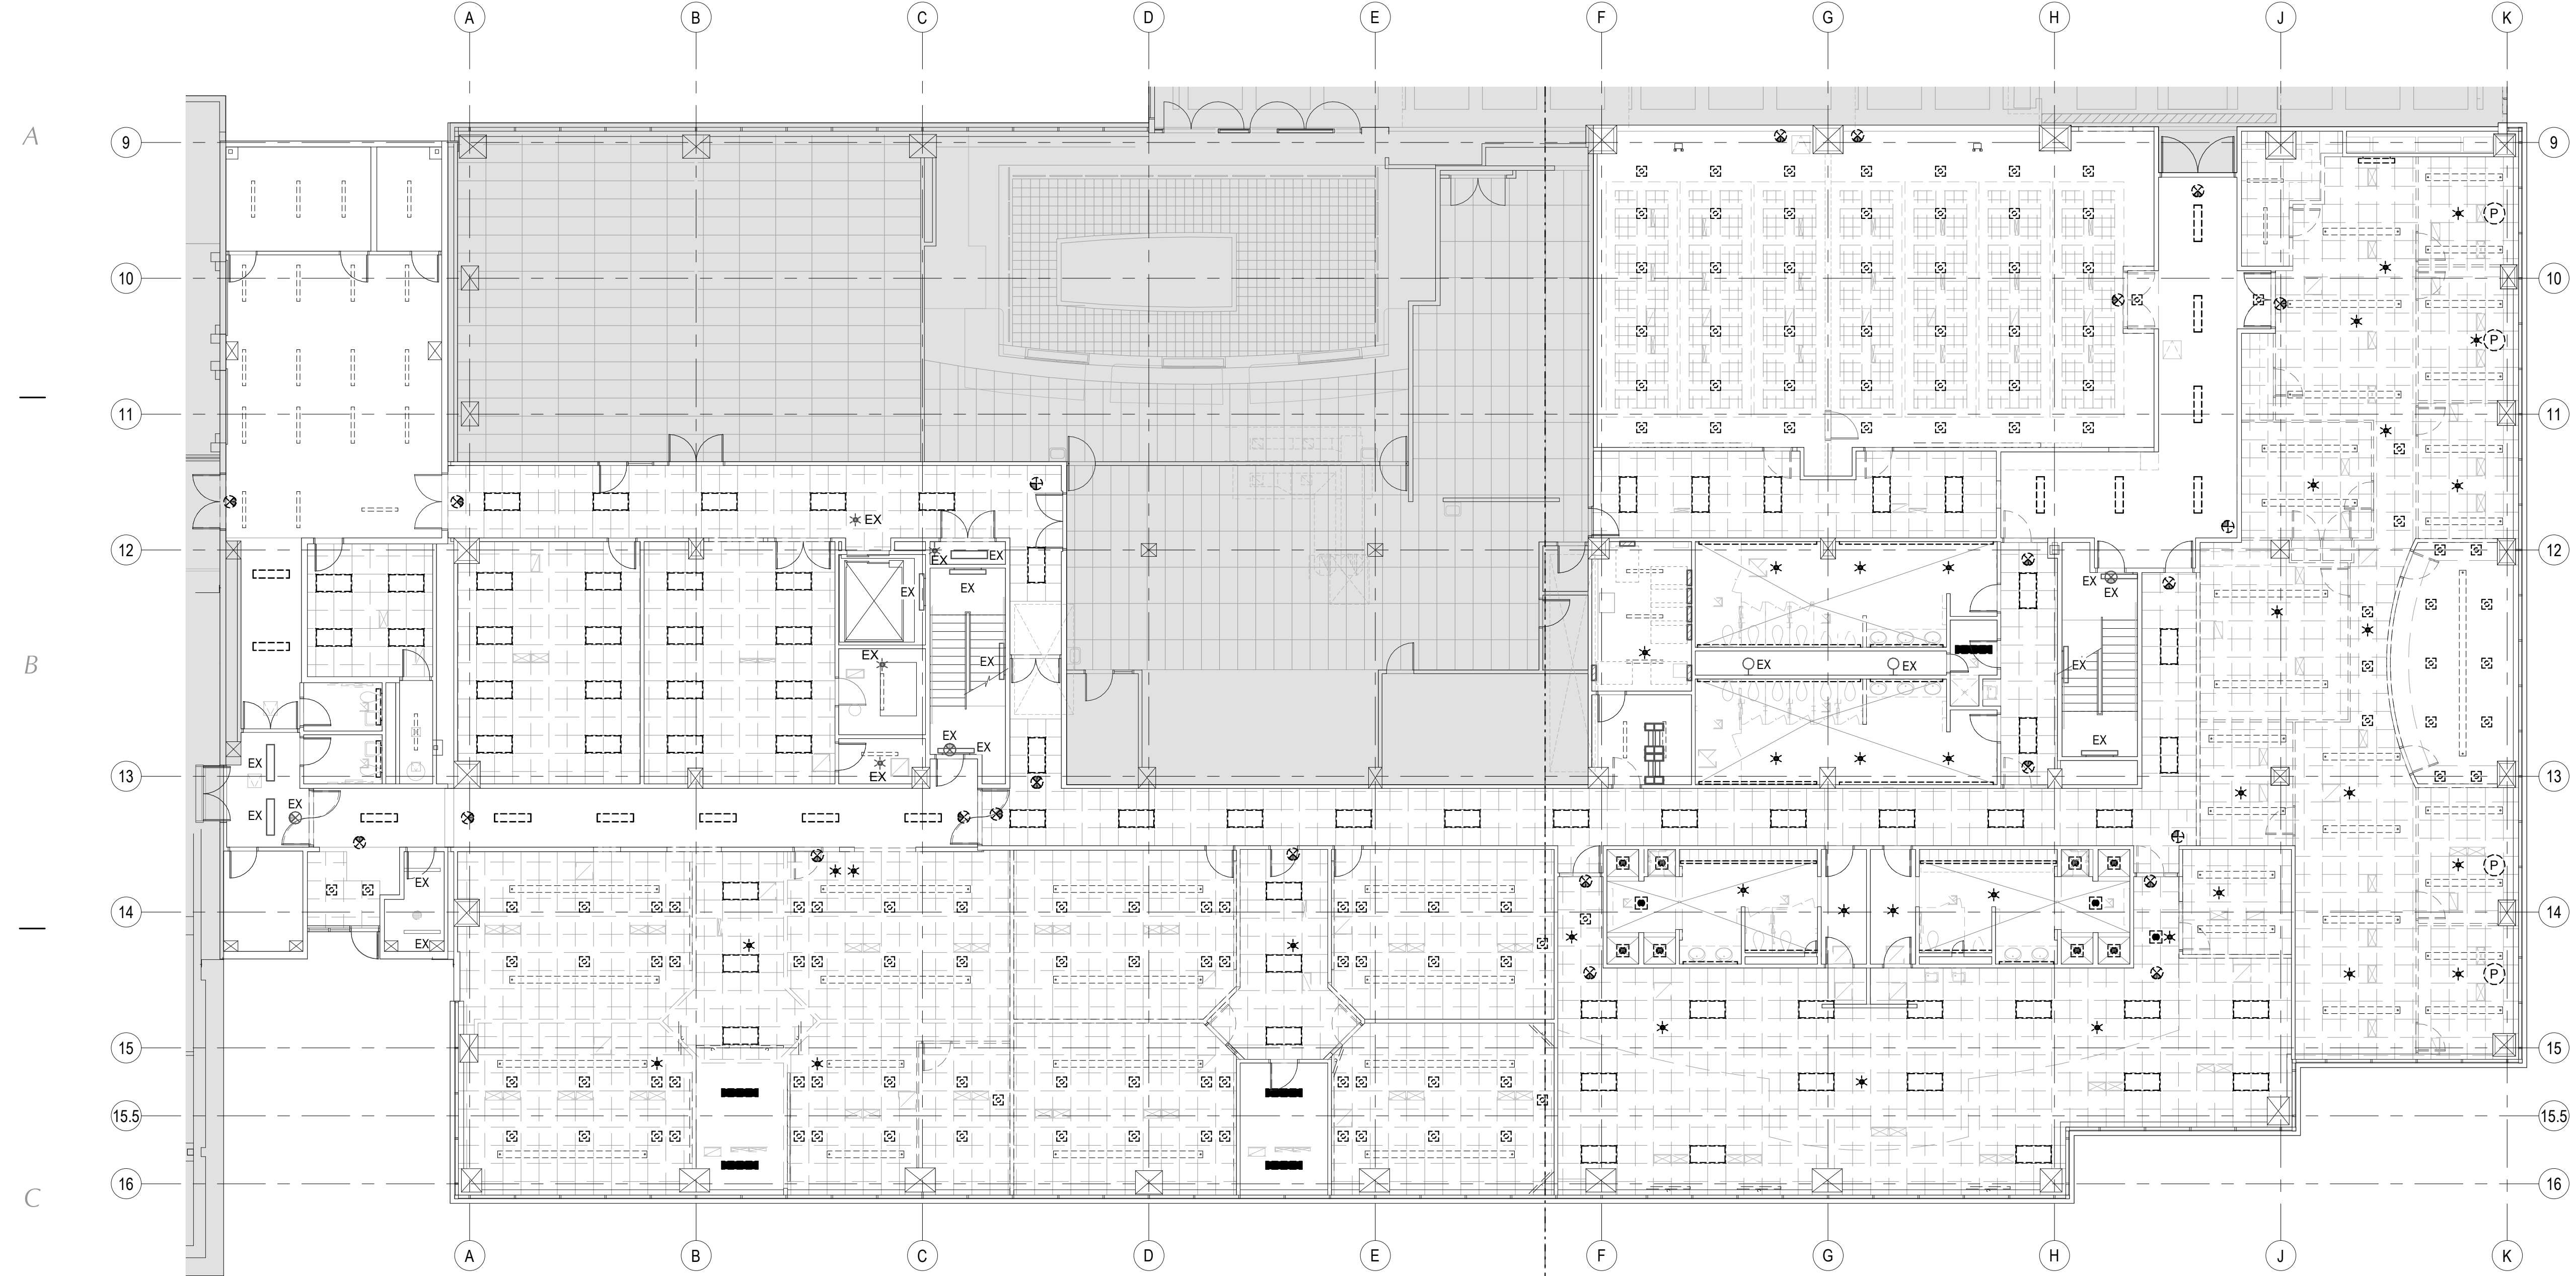 A B C D E F G H J K
A
9 9
P
10 10
P
11 11
EX
12 EX EX 12
EX
EX EX
EX
B
EX EX EX EX
EX
EX EX
EX
EX
13 13
EX
EX
EX
P
EX
14 14
EX
P
15 15
15.5 15.5
C
16 16
A B C D E F G H J K